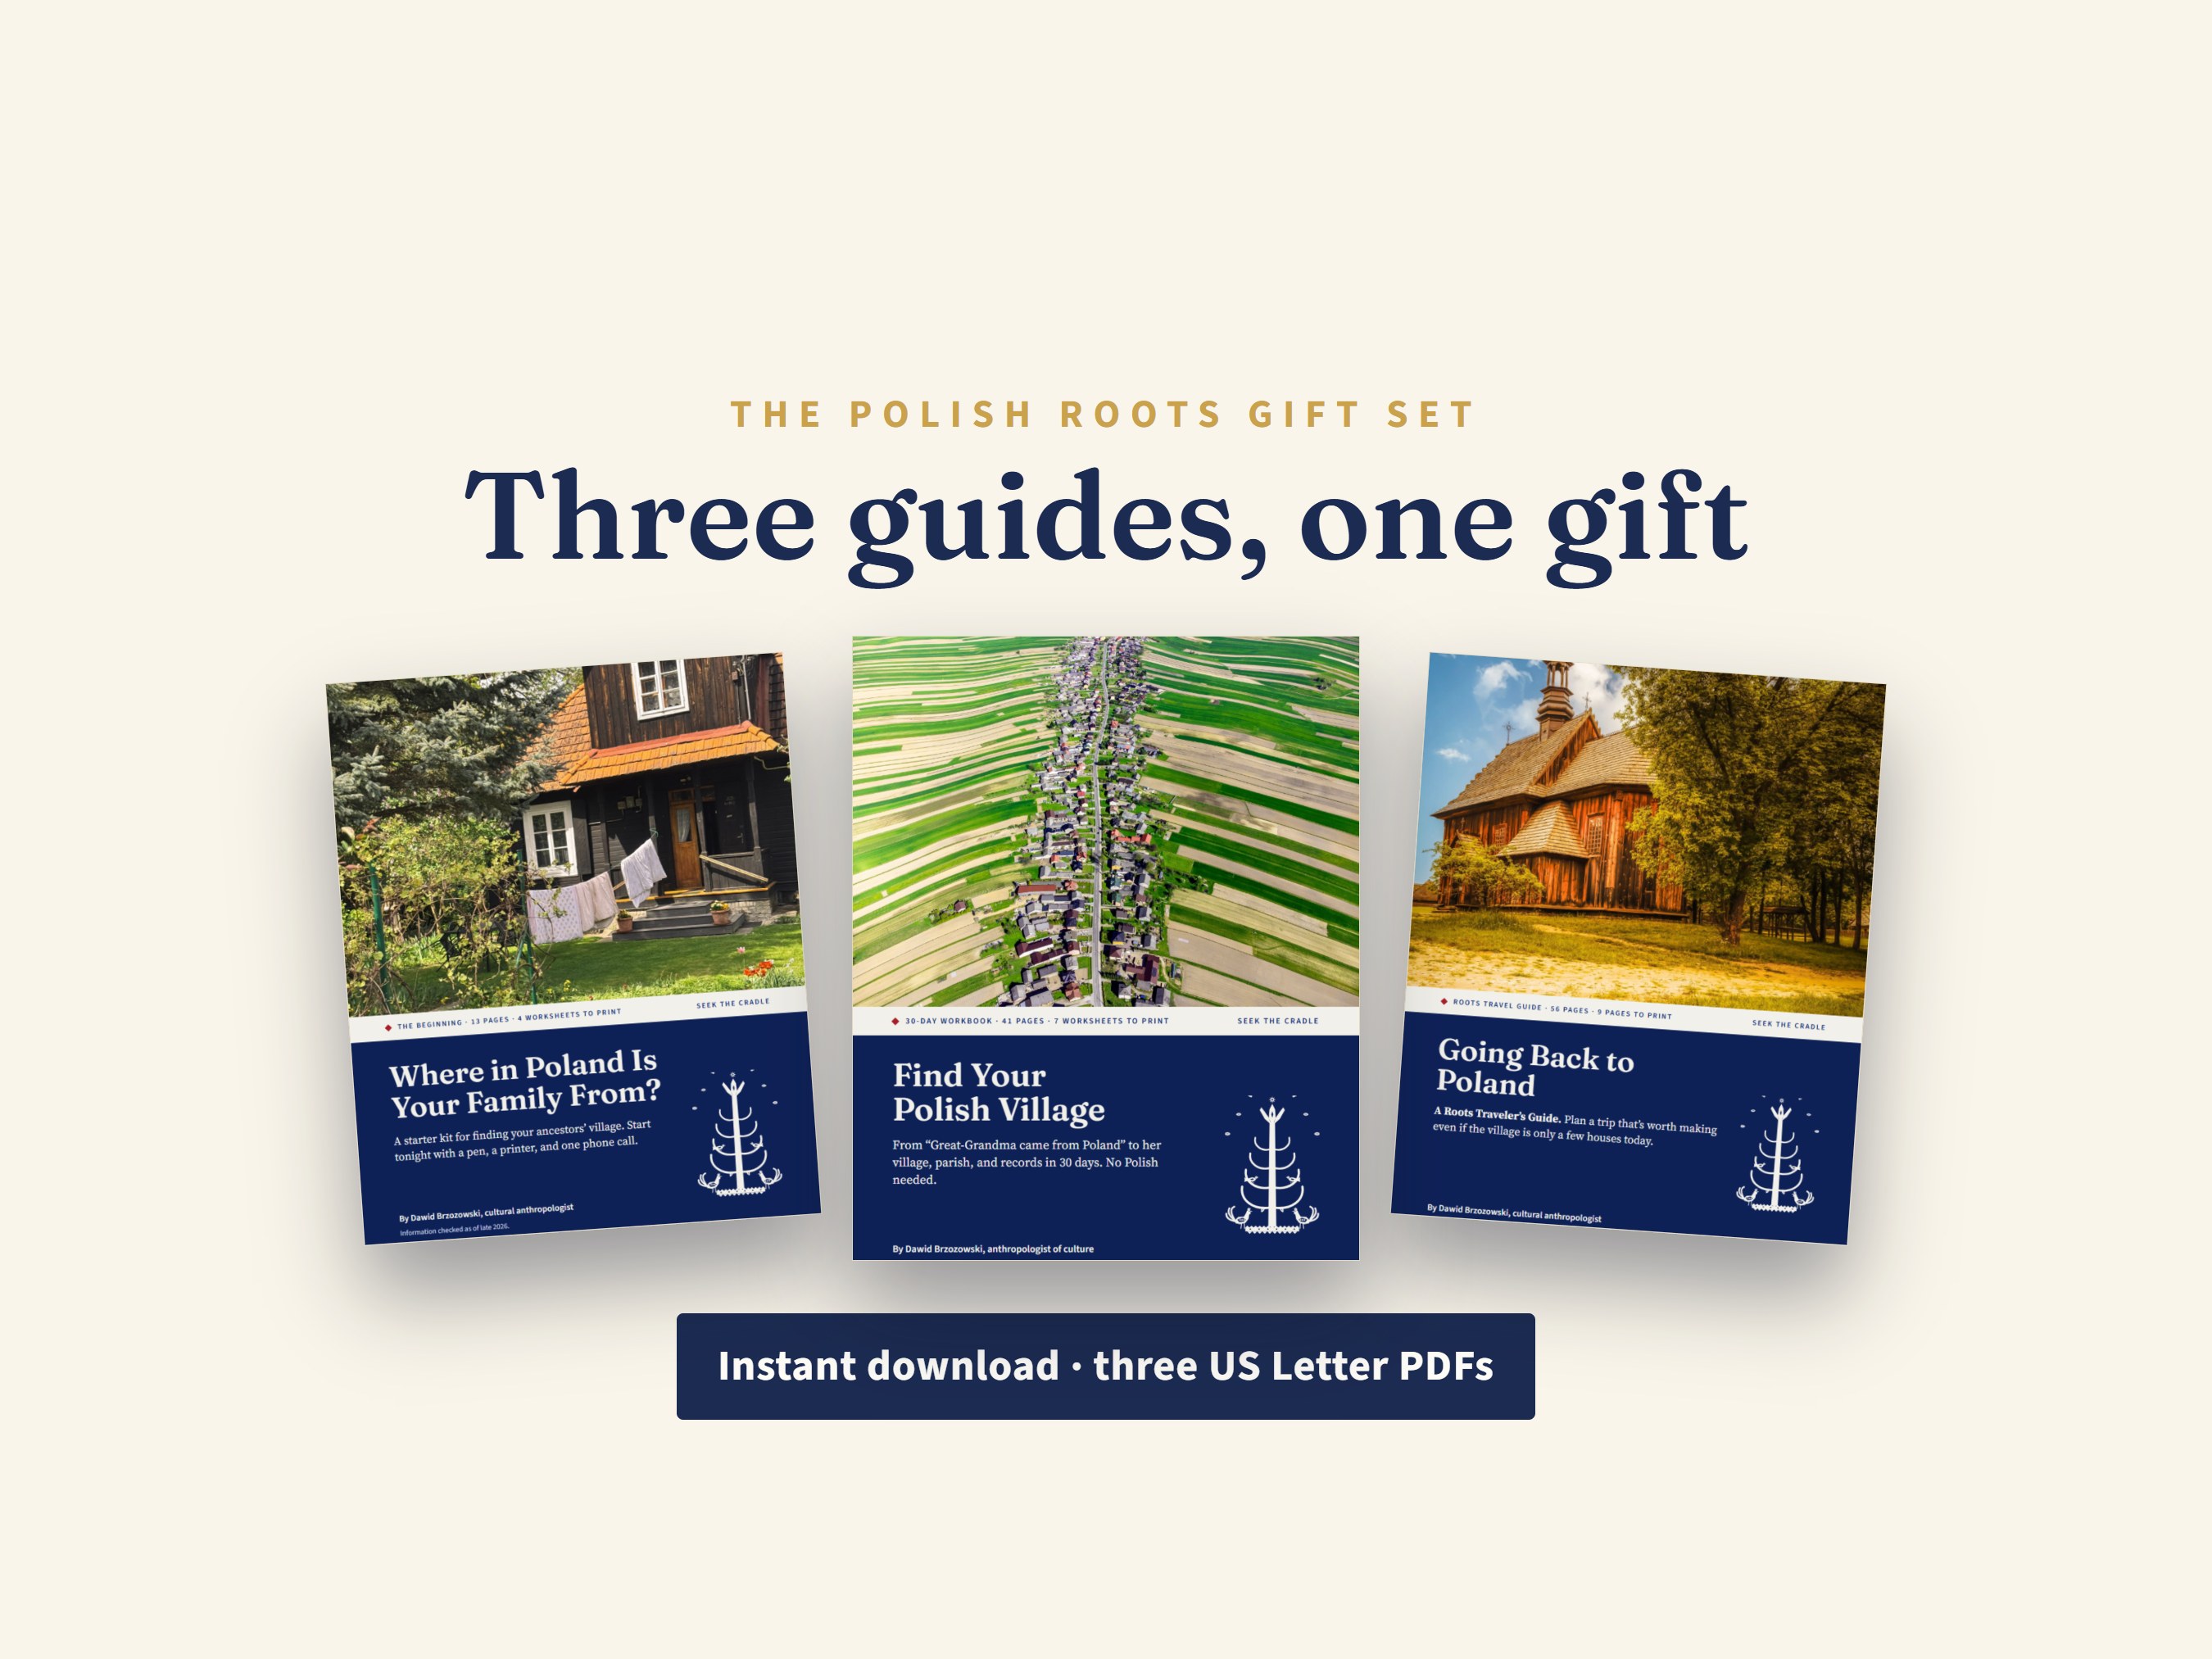 THE POLISH ROOTS GIFT SET
Three guides, one gift
THE BEGINNING · 13 PAGES · 4 WORKSHEETS TO PRINT
SEEK THE CRADLE
Where in Poland Is
Your Family From?
A starter kit for finding your ancestors’ village. Start
tonight with a pen, a printer, and one phone call.
By Dawid Brzozowski, cultural anthropologist
Information checked as of late 2026.
30-DAY WORKBOOK · 41 PAGES · 7 WORKSHEETS TO PRINT
SEEK THE CRADLE
Find Your
Polish Village
From “Great-Grandma came from Poland” to her
village, parish, and records in 30 days. No Polish
needed.
By Dawid Brzozowski, anthropologist of culture
ROOTS TRAVEL GUIDE · 56 PAGES · 9 PAGES TO PRINT
SEEK THE CRADLE
Going Back to
Poland
A Roots Traveler’s Guide. Plan a trip that’s worth making
even if the village is only a few houses today.
By Dawid Brzozowski, cultural anthropologist
Instant download · three US Letter PDFs